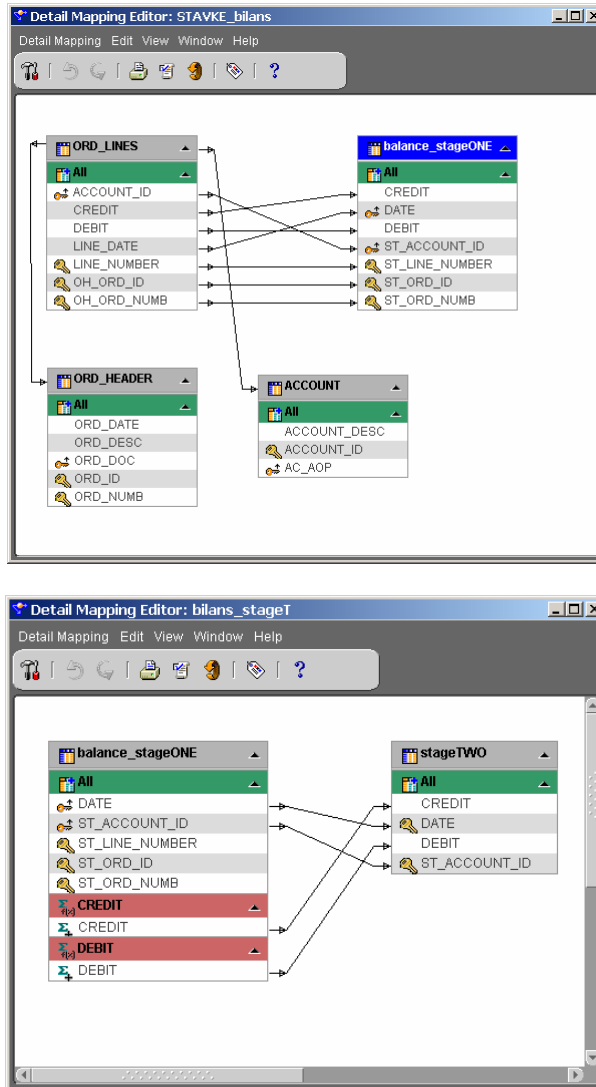 Detail Mapping Editor: STAVKE_bilans
Detail Mapping Edit View Window Help
?
ORD_LINES
All
ACCOUNT_ID
CREDIT
DEBIT
LINE_DATE
LINE_NUMBER
OH_ORD_ID
OH_ORD_NUMB
balance_stageONE
All
CREDIT
DATE
DEBIT
ST_ACCOUNT_ID
ST_LINE_NUMBER
ST_ORD_ID
ST_ORD_NUMB
ORD_HEADER
All
ORD_DATE
ORD_DESC
ORD_DOC
ORD_ID
ORD_NUMB
ACCOUNT
All
ACCOUNT_DESC
ACCOUNT_ID
AC_AOP
Detail Mapping Editor: bilans_stageT
Detail Mapping Edit View Window Help
?
balance_stageONE
All
DATE
ST_ACCOUNT_ID
ST_LINE_NUMBER
ST_ORD_ID
ST_ORD_NUMB
Σ f(x) CREDIT
Σ CREDIT
Σ f(x) DEBIT
Σ DEBIT
stageTWO
All
CREDIT
DATE
DEBIT
ST_ACCOUNT_ID